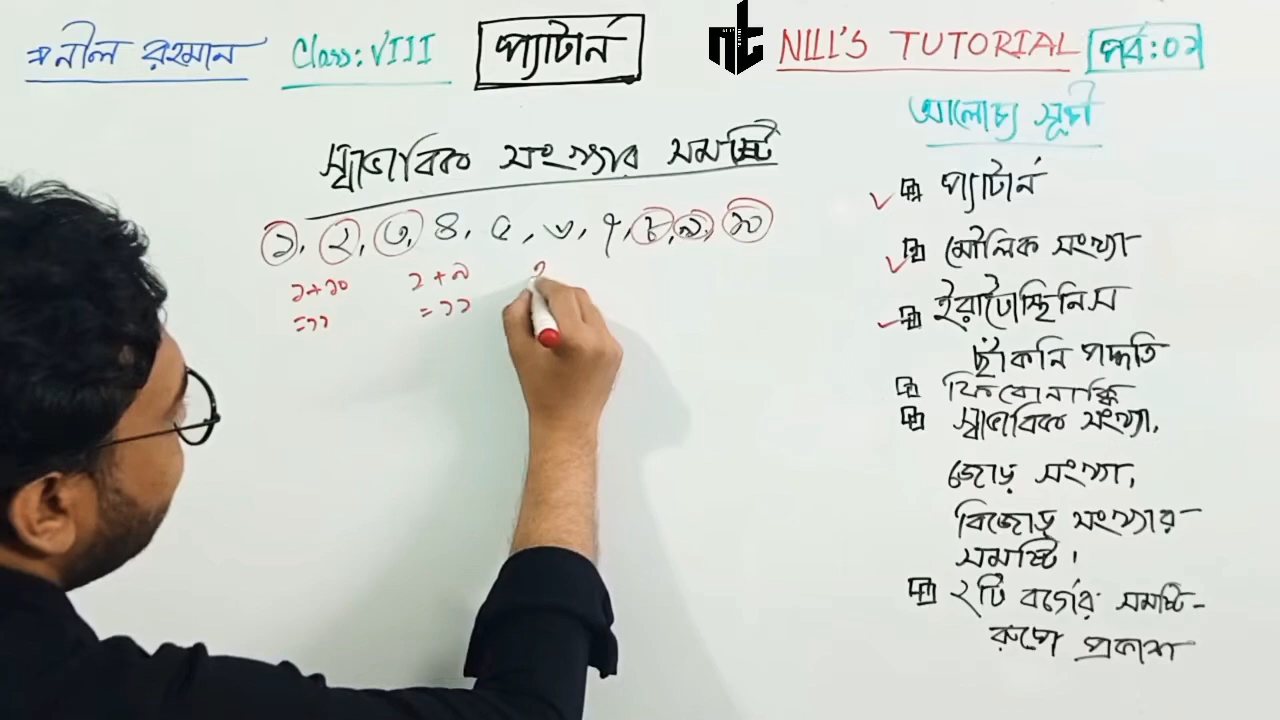 * নীল রহমান Class: VIII প্যাটার্ন NILL'S TUTORIAL পর্ব:০১
স্বাভাবিক সংখ্যার সমষ্টি
১, ২, ৩, ৪, ৫, ৬, ৭, ৮, ৯, ১০
১+১০ ২+৯
=১১ =১১
আলোচ্য সূচী
প্যাটার্ন
মৌলিক সংখ্যা
ইরাটোস্থিনিস
ছাঁকনি পদ্ধতি
ফিবোনাক্কি
স্বাভাবিক সংখ্যা,
জোড় সংখ্যা,
বিজোড় সংখ্যার
সমষ্টি।
২টি বর্গের সমষ্টি-
রুপে প্রকাশ